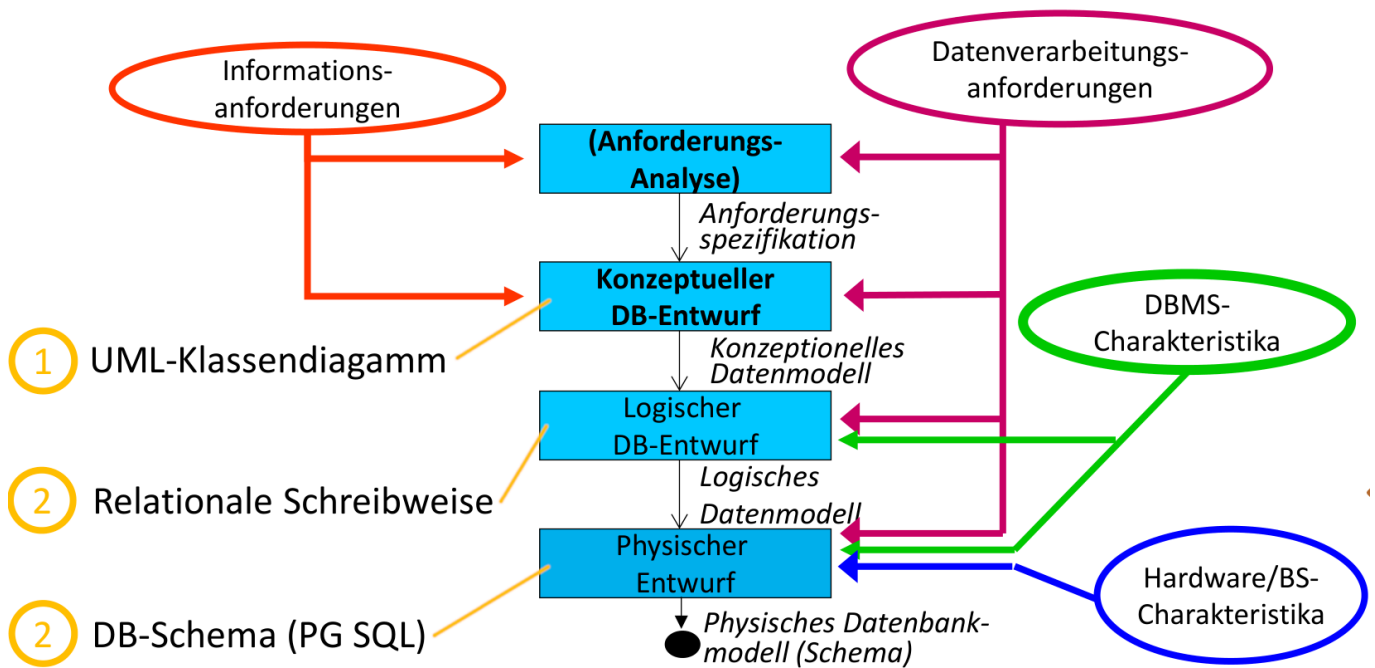 Informations-
anforderungen
Datenverarbeitungs-
anforderungen
(Anforderungs-
Analyse)
Anforderungs-
spezifikation
Konzeptueller
DB-Entwurf
DBMS-
Charakteristika
1 UML-Klassendiagamm
Konzeptionelles
Datenmodell
Logischer
DB-Entwurf
2 Relationale Schreibweise
Logisches
Datenmodell
Physischer
Entwurf
Hardware/BS-
Charakteristika
2 DB-Schema (PG SQL)
Physisches Datenbank-
modell (Schema)